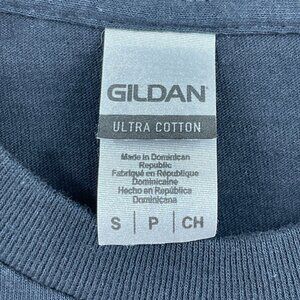 GILDAN®
ULTRA COTTON
Made in Dominican
Republic
Fabriqué en République
Dominicaine
Hecho en República
Dominicana
S | P | CH